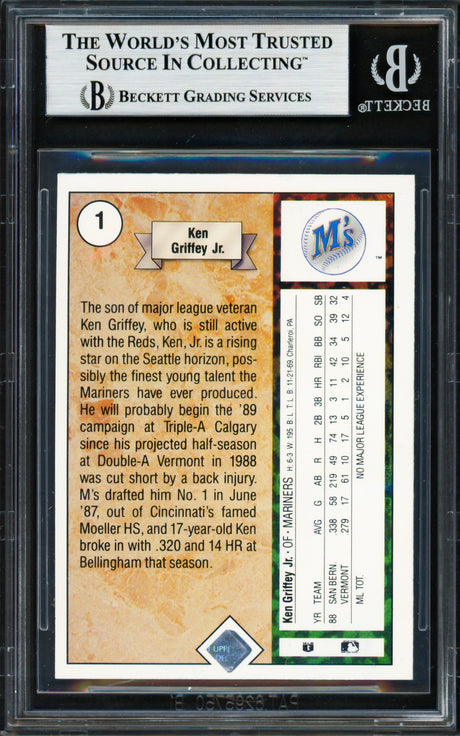 THE WORLD'S MOST TRUSTED
SOURCE IN COLLECTING™
B BECKETT GRADING SERVICES
B
BECKETT®
1
Ken
Griffey Jr.
The son of major league veteran
Ken Griffey, who is still active
with the Reds, Ken, Jr. is a rising
star on the Seattle horizon, pos-
sibly the finest young talent the
Mariners have ever produced.
He will probably begin the '89
campaign at Triple-A Calgary
since his projected half-season
at Double-A Vermont in 1988
was cut short by a back injury.
M's drafted him No. 1 in June
'87, out of Cincinnati's famed
Moeller HS, and 17-year-old Ken
broke in with .320 and 14 HR at
Bellingham that season.
M's
™
Ken Griffey Jr. · OF · MARINERS H: 6-3 W: 195 B: L T: L B: 11-21-69, Charleroi, PA
YR TEAM AVG G AB R H 2B 3B HR RBI BB SO SB
88 SAN BERN. .338 58 219 49 74 13 3 11 42 34 39 32
VERMONT .279 17 61 10 17 5 1 2 10 5 12 4
ML TOT. NO MAJOR LEAGUE EXPERIENCE